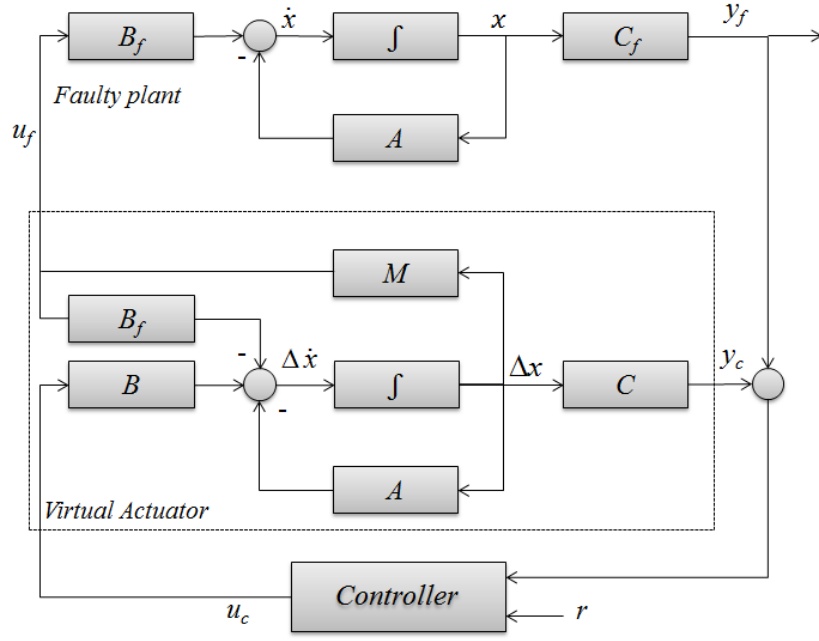 B_f
-
ẋ
∫
x
C_f
y_f
Faulty plant
u_f
A
M
B_f
-
B
Δẋ
-
∫
Δx
C
y_c
A
Virtual Actuator
Controller
u_c
r